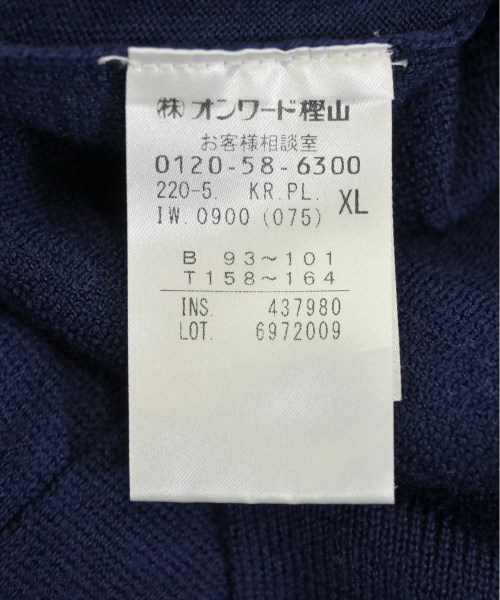 ㈱ オンワード樫山
お客様相談室
0120-58-6300
220-5. KR.PL. XL
IW.0900 (075)
B 93～101
T158～164
INS. 437980
LOT. 6972009